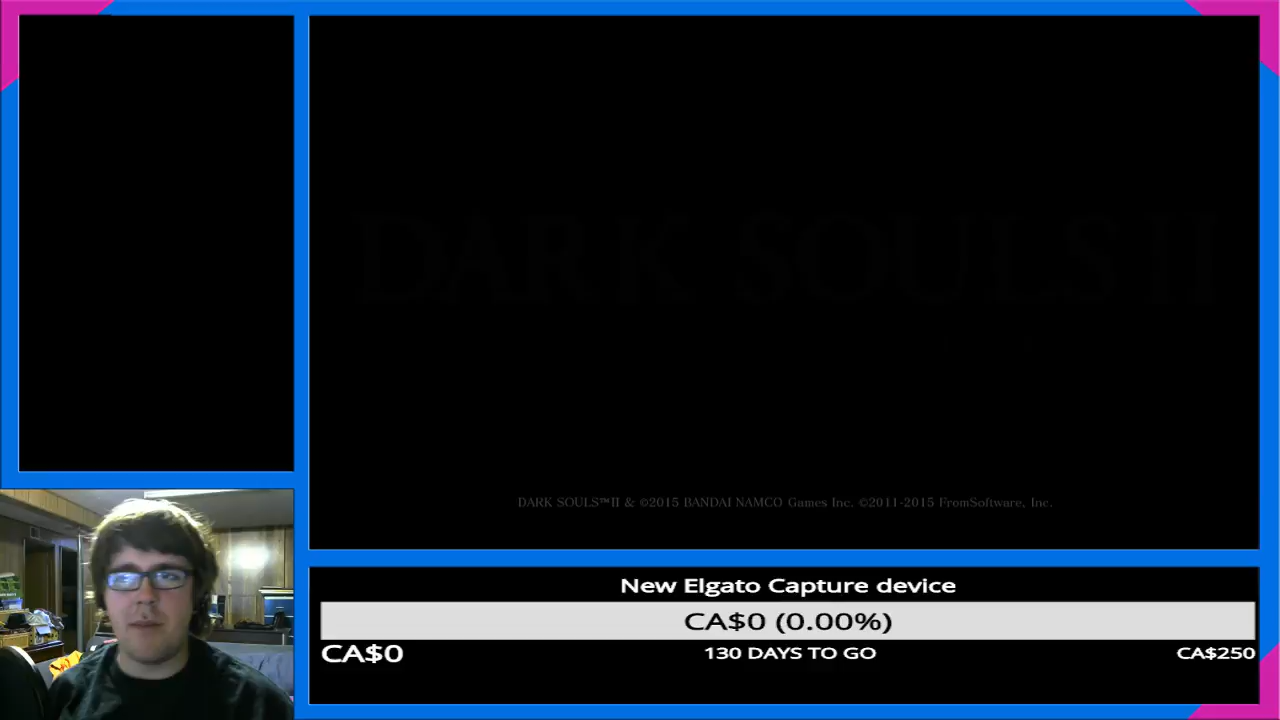 DARK SOULS II
DARK SOULS™II & ©2015 BANDAI NAMCO Games Inc. ©2011-2015 FromSoftware, Inc.
New Elgato Capture device
CA$0 (0.00%)
CA$0 130 DAYS TO GO CA$250